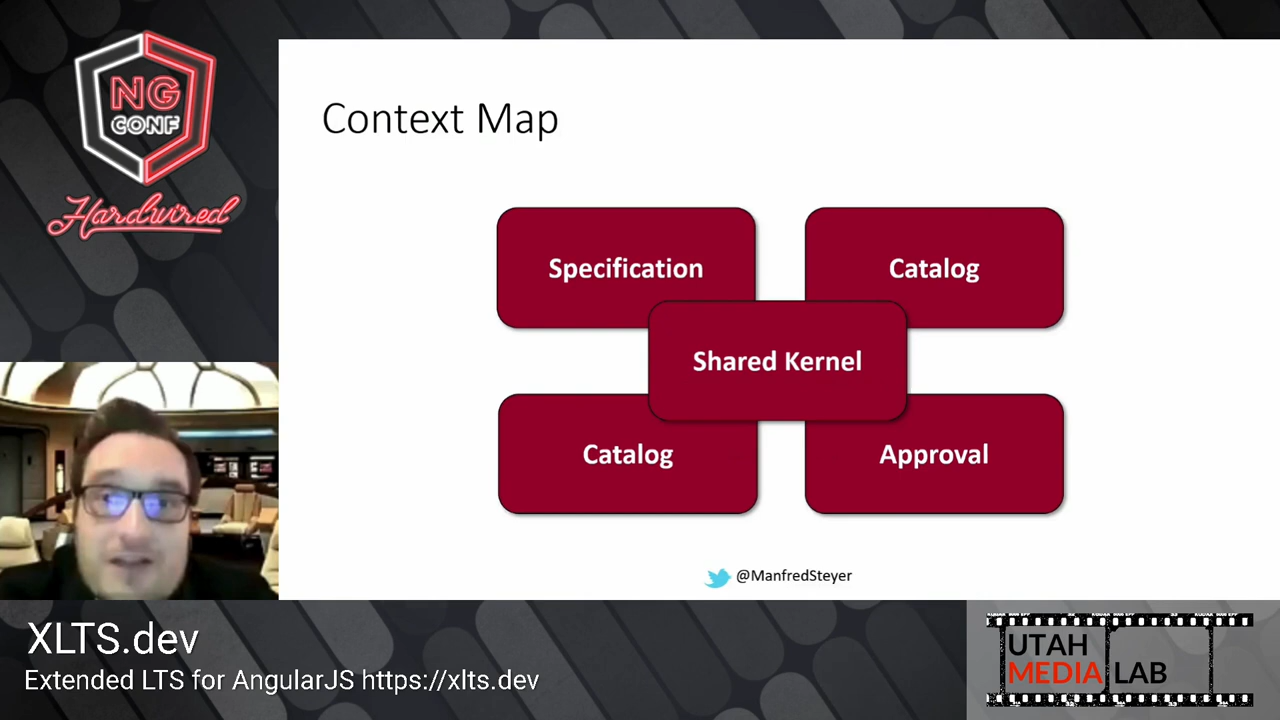 NG
CONF
Hardwired
Context Map
Specification
Catalog
Shared Kernel
Catalog
Approval
@ManfredSteyer
XLTS.dev
Extended LTS for AngularJS https://xlts.dev
UTAH
MEDIA LAB